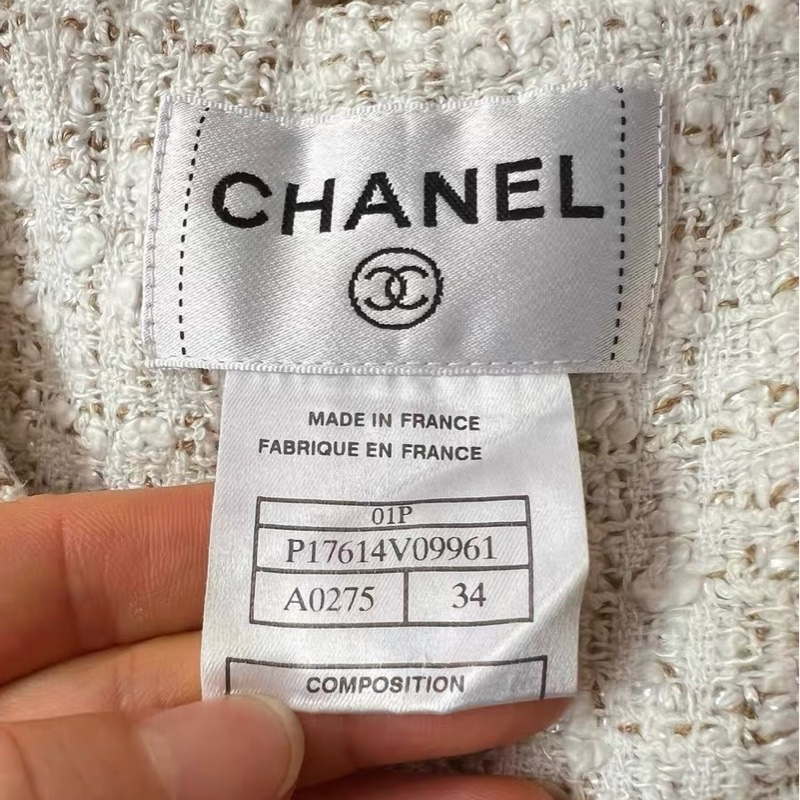 CHANEL
MADE IN FRANCE
FABRIQUE EN FRANCE
01P
P17614V09961
A0275 34
COMPOSITION